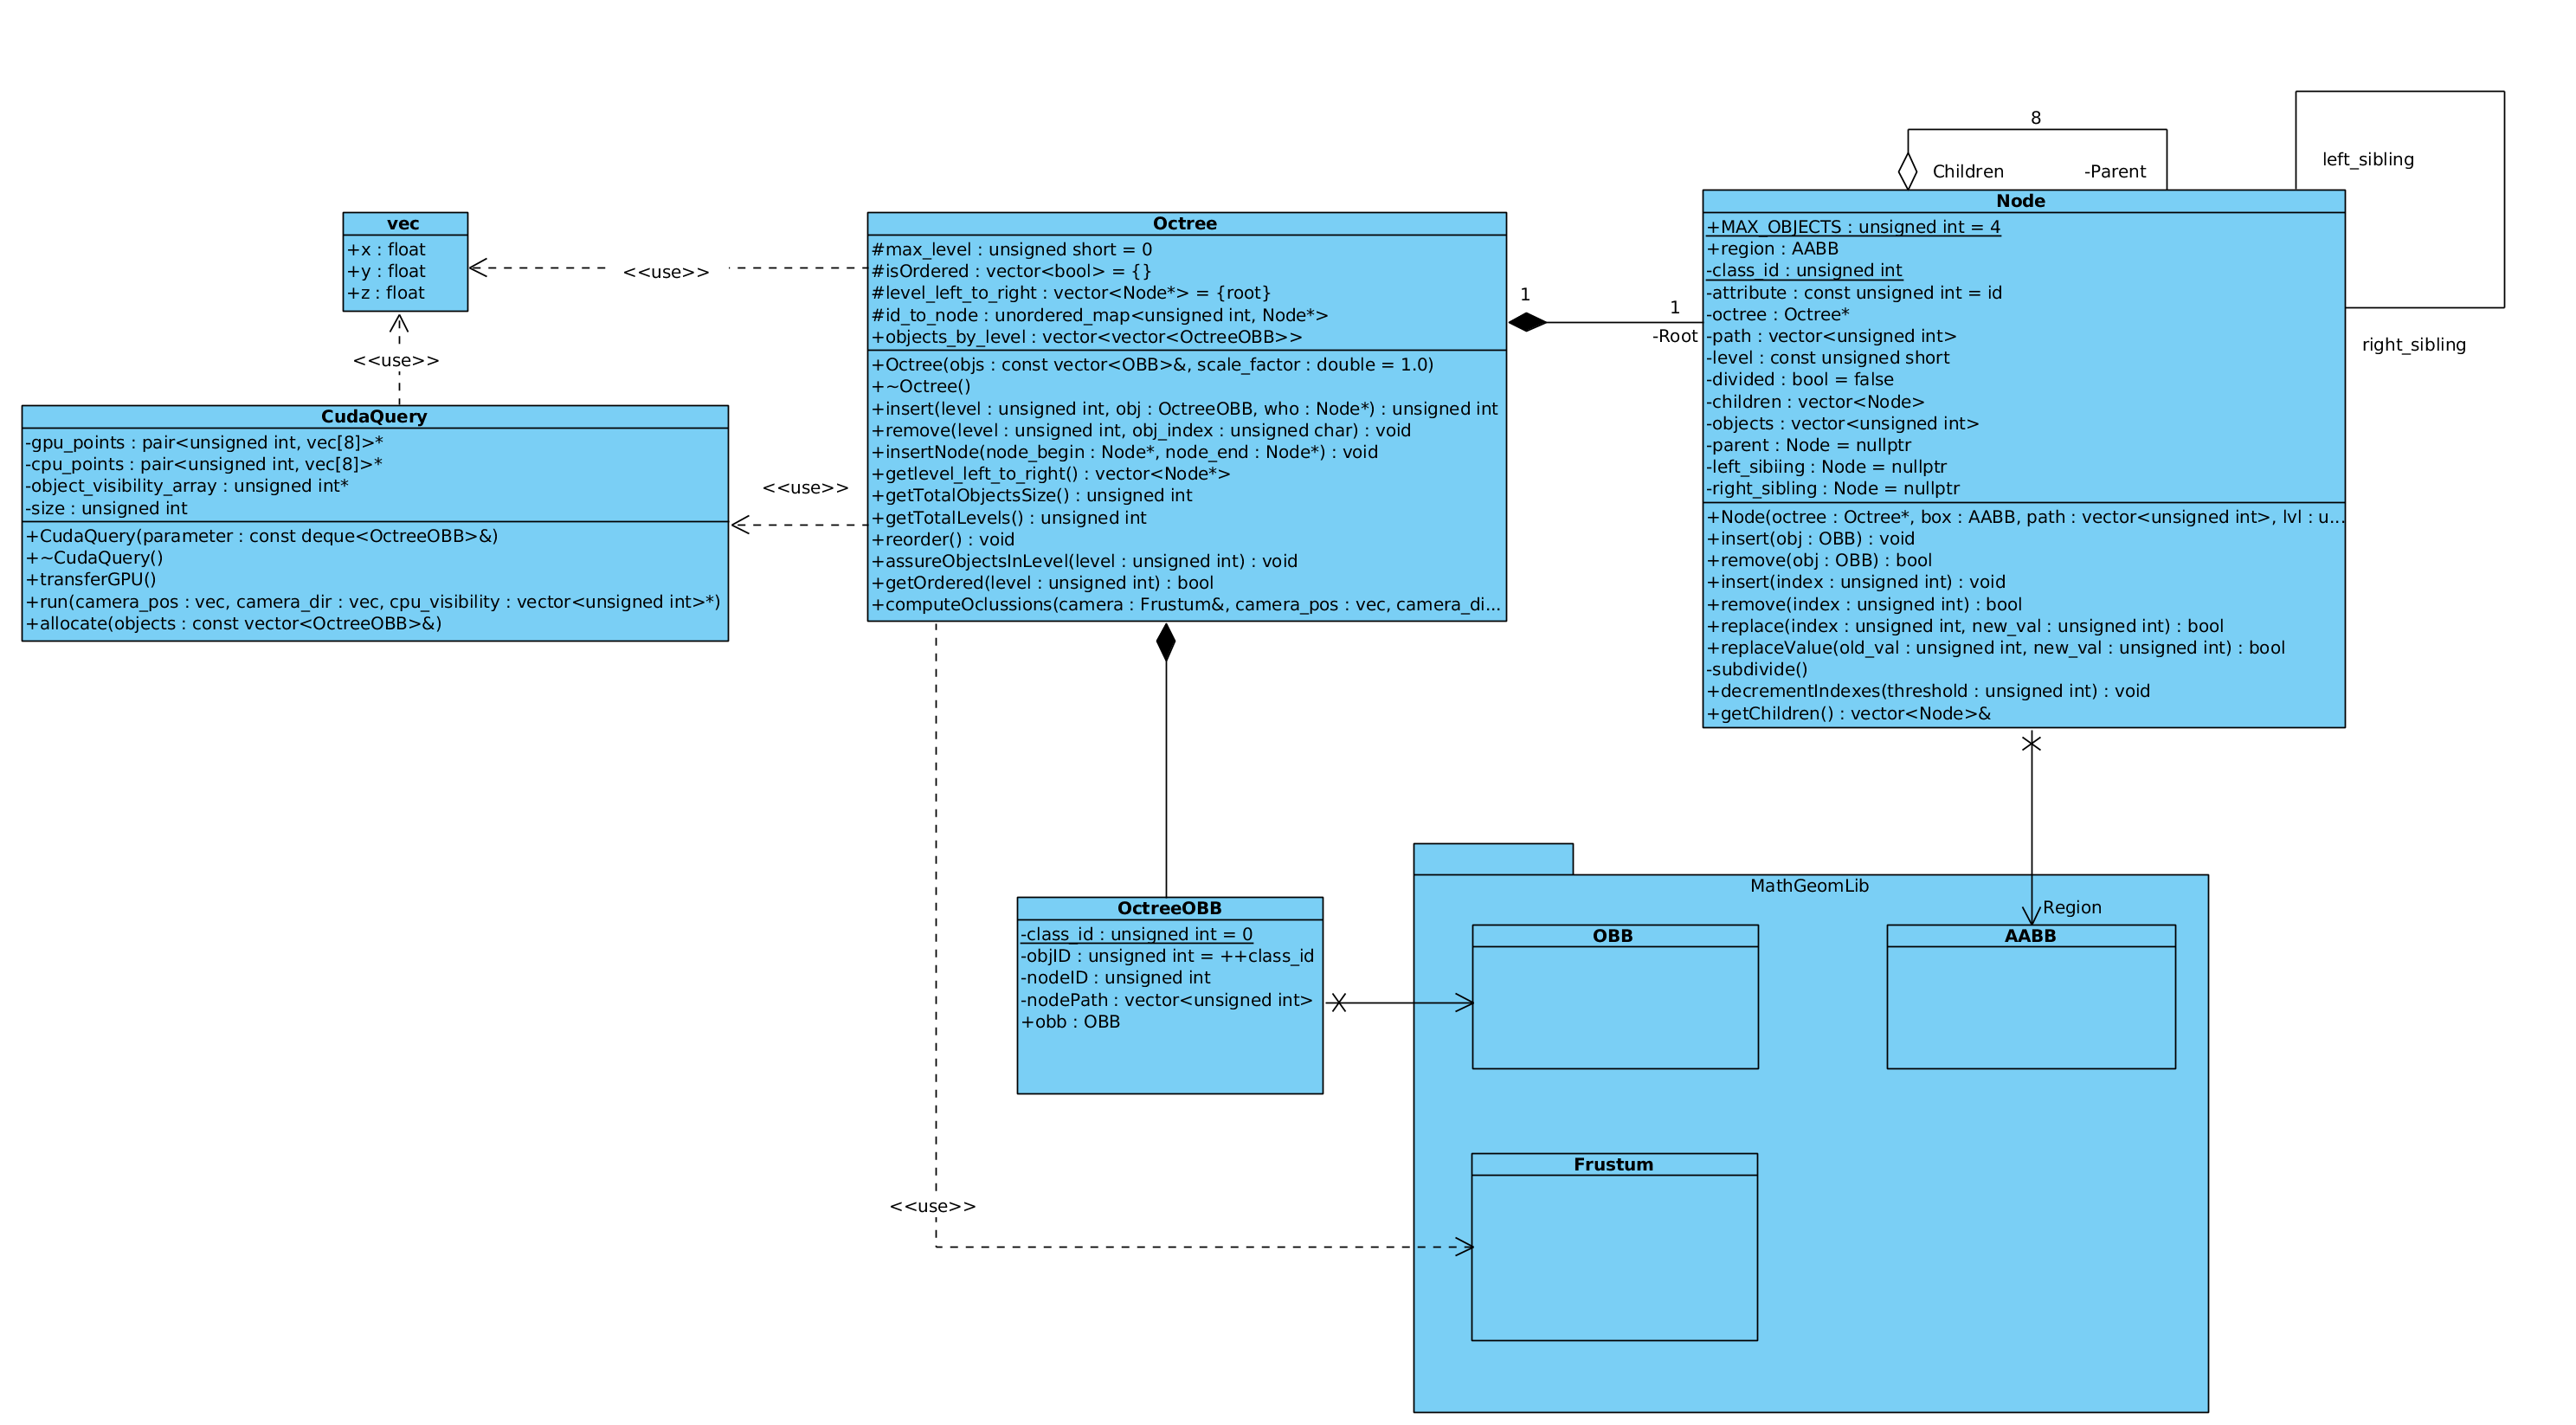 vec
+x : float
+y : float
+z : float
<<use>>
<<use>>
CudaQuery
-gpu_points : pair<unsigned int, vec[8]>*
-cpu_points : pair<unsigned int, vec[8]>*
-object_visibility_array : unsigned int*
-size : unsigned int
+CudaQuery(parameter : const deque<OctreeOBB>&)
+~CudaQuery()
+transferGPU()
+run(camera_pos : vec, camera_dir : vec, cpu_visibility : vector<unsigned int>*)
+allocate(objects : const vector<OctreeOBB>&)
<<use>>
Octree
#max_level : unsigned short = 0
#isOrdered : vector<bool> = {}
#level_left_to_right : vector<Node*> = {root}
#id_to_node : unordered_map<unsigned int, Node*>
+objects_by_level : vector<vector<OctreeOBB>>
+Octree(objs : const vector<OBB>&, scale_factor : double = 1.0)
+~Octree()
+insert(level : unsigned int, obj : OctreeOBB, who : Node*) : unsigned int
+remove(level : unsigned int, obj_index : unsigned char) : void
+insertNode(node_begin : Node*, node_end : Node*) : void
+getlevel_left_to_right() : vector<Node*>
+getTotalObjectsSize() : unsigned int
+getTotalLevels() : unsigned int
+reorder() : void
+assureObjectsInLevel(level : unsigned int) : void
+getOrdered(level : unsigned int) : bool
+computeOclussions(camera : Frustum&, camera_pos : vec, camera_di...
1
1
-Root
8
Children
-Parent
left_sibling
right_sibling
Node
+MAX_OBJECTS : unsigned int = 4
+region : AABB
-class_id : unsigned int
-attribute : const unsigned int = id
-octree : Octree*
-path : vector<unsigned int>
-level : const unsigned short
-divided : bool = false
-children : vector<Node>
-objects : vector<unsigned int>
-parent : Node = nullptr
-left_sibiing : Node = nullptr
-right_sibling : Node = nullptr
+Node(octree : Octree*, box : AABB, path : vector<unsigned int>, lvl : u...
+insert(obj : OBB) : void
+remove(obj : OBB) : bool
+insert(index : unsigned int) : void
+remove(index : unsigned int) : bool
+replace(index : unsigned int, new_val : unsigned int) : bool
+replaceValue(old_val : unsigned int, new_val : unsigned int) : bool
-subdivide()
+decrementIndexes(threshold : unsigned int) : void
+getChildren() : vector<Node>&
OctreeOBB
-class_id : unsigned int = 0
-objID : unsigned int = ++class_id
-nodeID : unsigned int
-nodePath : vector<unsigned int>
+obb : OBB
<<use>>
MathGeomLib
Region
OBB
AABB
Frustum